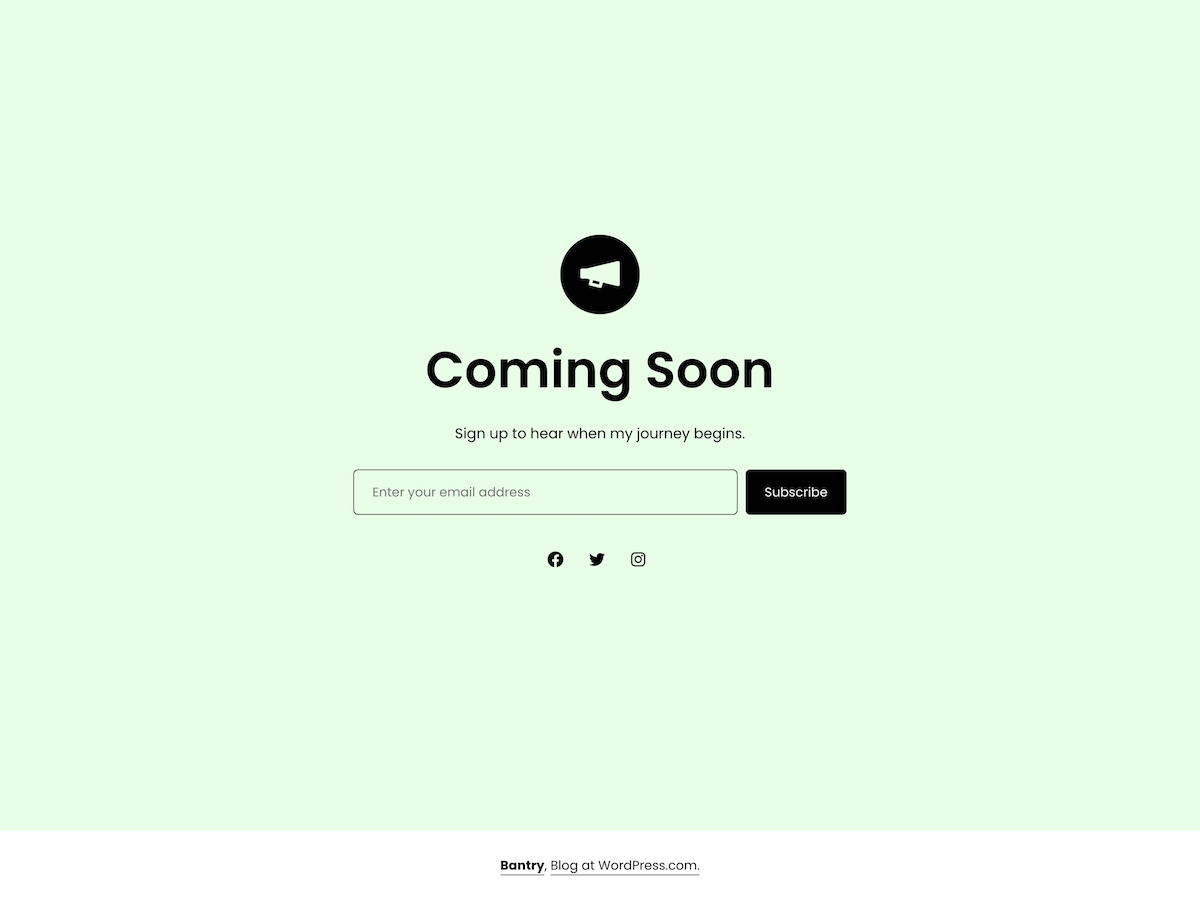 Coming Soon
Sign up to hear when my journey begins.
Enter your email address
Subscribe
Bantry, Blog at WordPress.com.